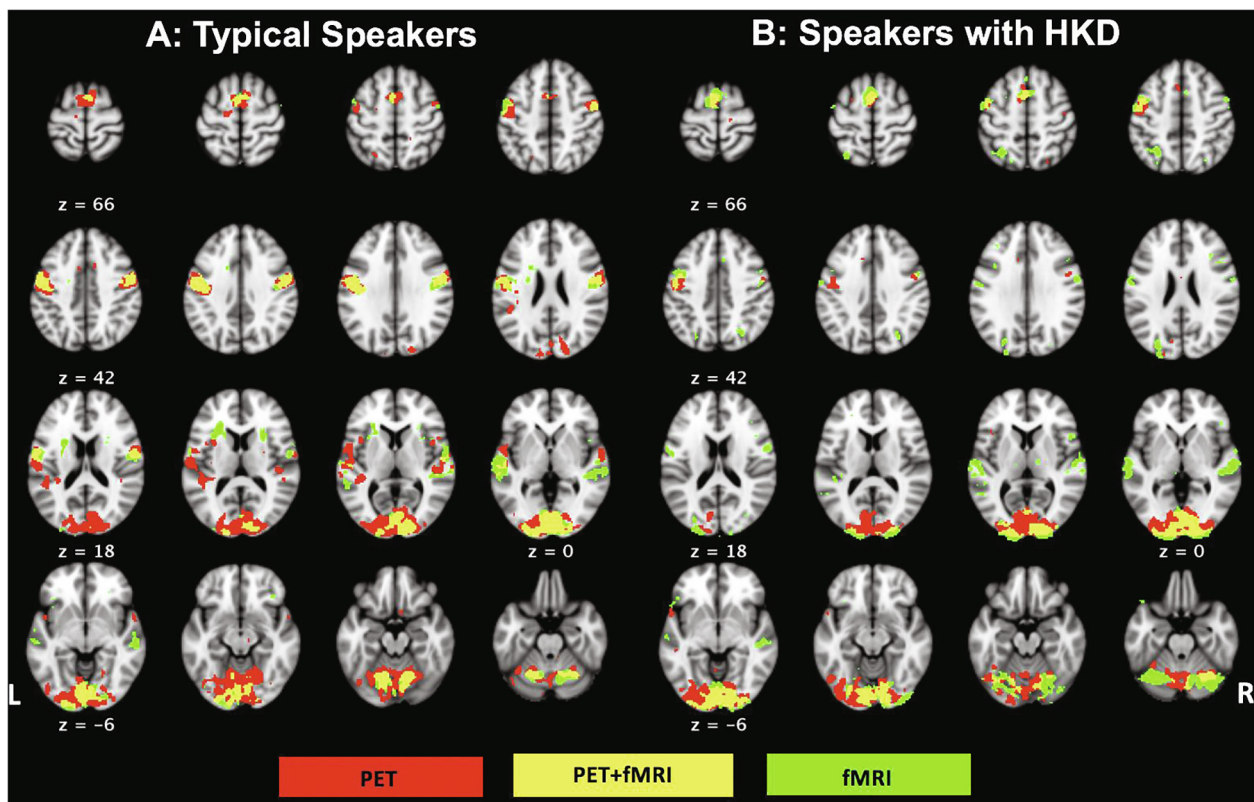 A: Typical Speakers
B: Speakers with HKD
z = 66
z = 66
z = 42
z = 42
z = 18
z = 0
z = 18
z = 0
L
R
z = -6
z = -6
PET
PET+fMRI
fMRI